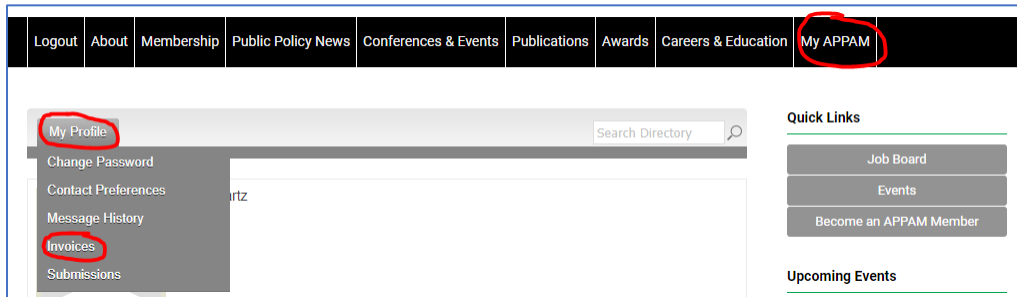 Logout About Membership Public Policy News Conferences & Events Publications Awards Careers & Education My APPAM
My Profile
Search Directory
Change Password
Contact Preferences
rtz
Message History
Invoices
Submissions
Quick Links
Job Board
Events
Become an APPAM Member
Upcoming Events